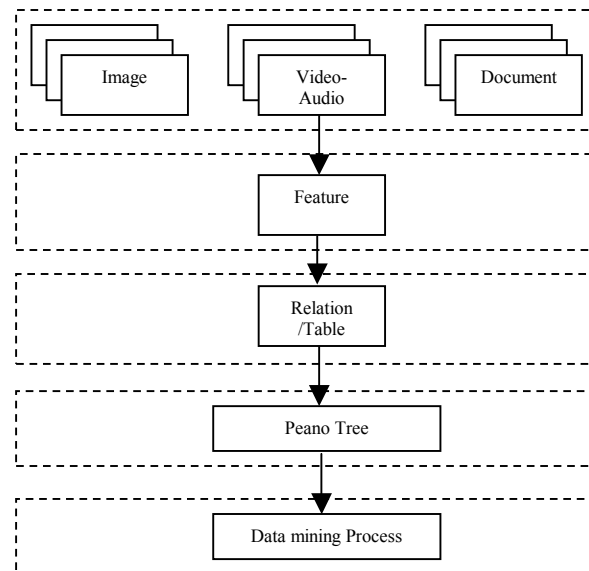 Image
Video-
Audio
Document
Feature
Relation
/Table
Peano Tree
Data mining Process